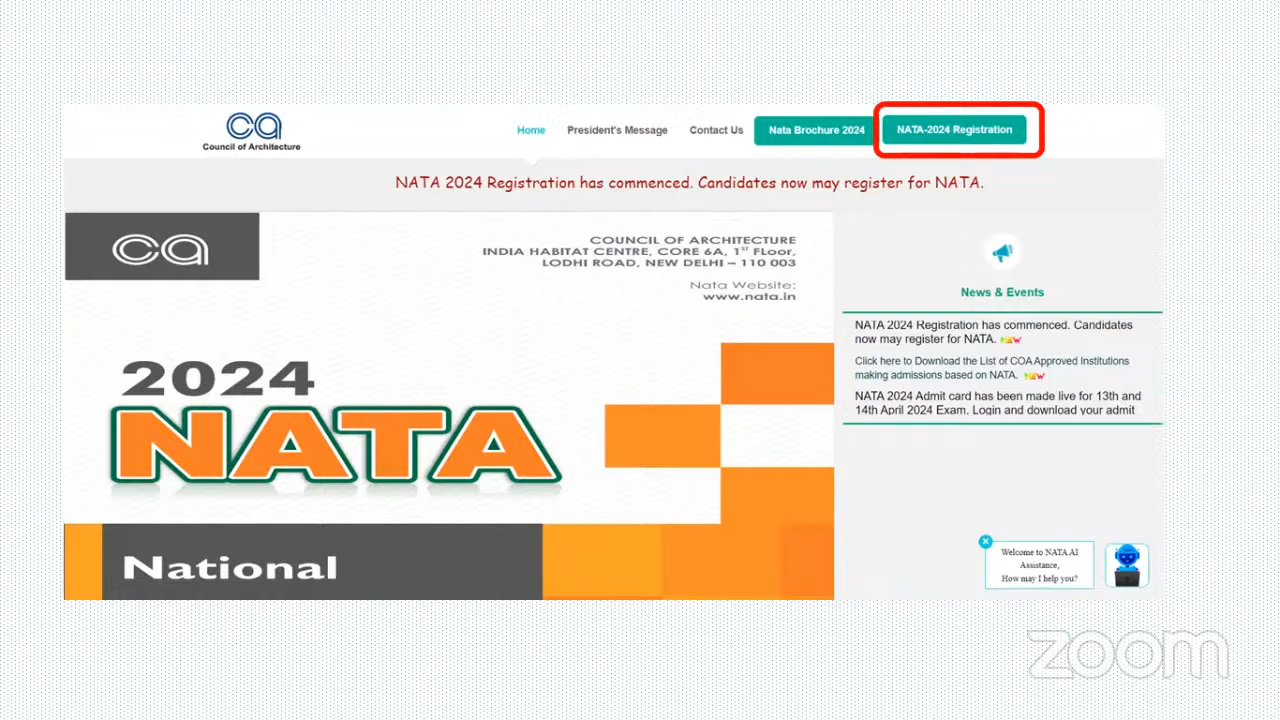 ca
Council of Architecture
Home
President's Message
Contact Us
Nata Brochure 2024
NATA-2024 Registration
NATA 2024 Registration has commenced. Candidates now may register for NATA.
ca
COUNCIL OF ARCHITECTURE
INDIA HABITAT CENTRE, CORE 6A, 1ST FLoor,
LODHI ROAD, NEW DELHI – 110 003
Nata Website:
www.nata.in
2024
NATA
National
News & Events
NATA 2024 Registration has commenced. Candidates
now may register for NATA. NEW
Click here to Download the List of COA Approved Institutions
making admissions based on NATA. NEW
NATA 2024 Admit card has been made live for 13th and
14th April 2024 Exam. Login and download your admit
Welcome to NATA AI
Assistance,
How may I help you?
zoom